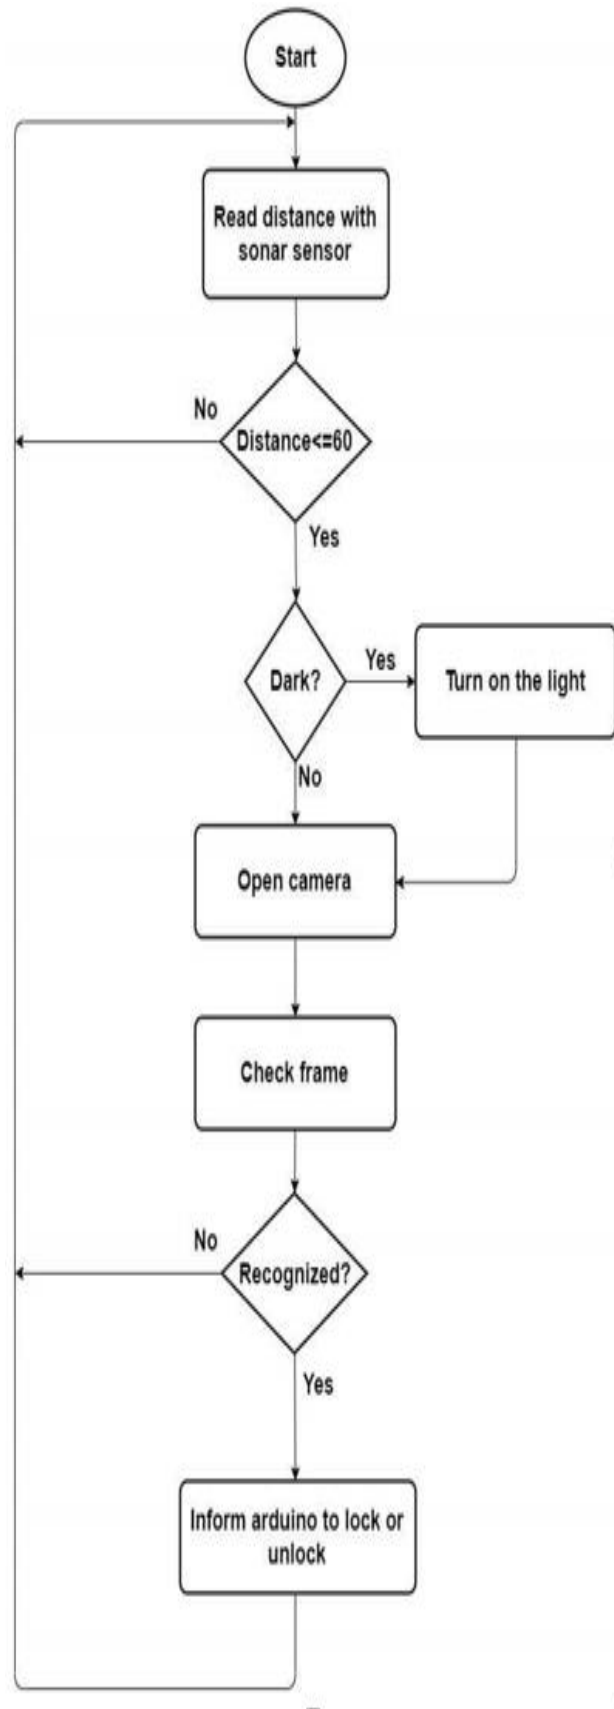 Start
Read distance with
sonar sensor
No
Distance<=60
Yes
Dark?
Yes
Turn on the light
No
Open camera
Check frame
No
Recognized?
Yes
Inform arduino to lock or
unlock